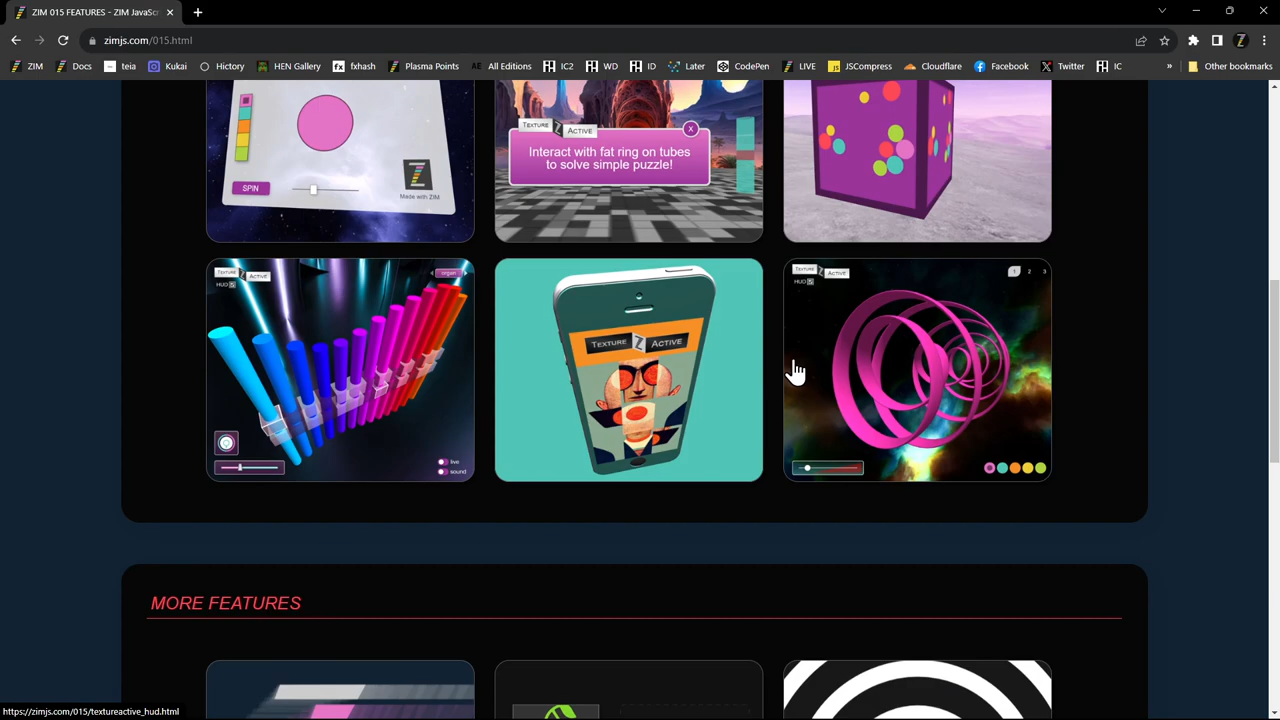 ZIM 015 FEATURES - ZIM JavaScr
zimjs.com/015.html
ZIM Docs teia Kukai Hictory HEN Gallery fxhash Plasma Points AE All Editions IC2 WD ID Later CodePen LIVE JS JSCompress Cloudflare Facebook Twitter IC » Other bookmarks
SPIN
Made with ZIM
TEXTURE ACTIVE
X
Interact with fat ring on tubes
to solve simple puzzle!
TEXTURE ACTIVE
HUD
organ
live
sound
TEXTURE ACTIVE
TEXTURE ACTIVE
HUD
1 2 3
MORE FEATURES
https://zimjs.com/015/textureactive_hud.html